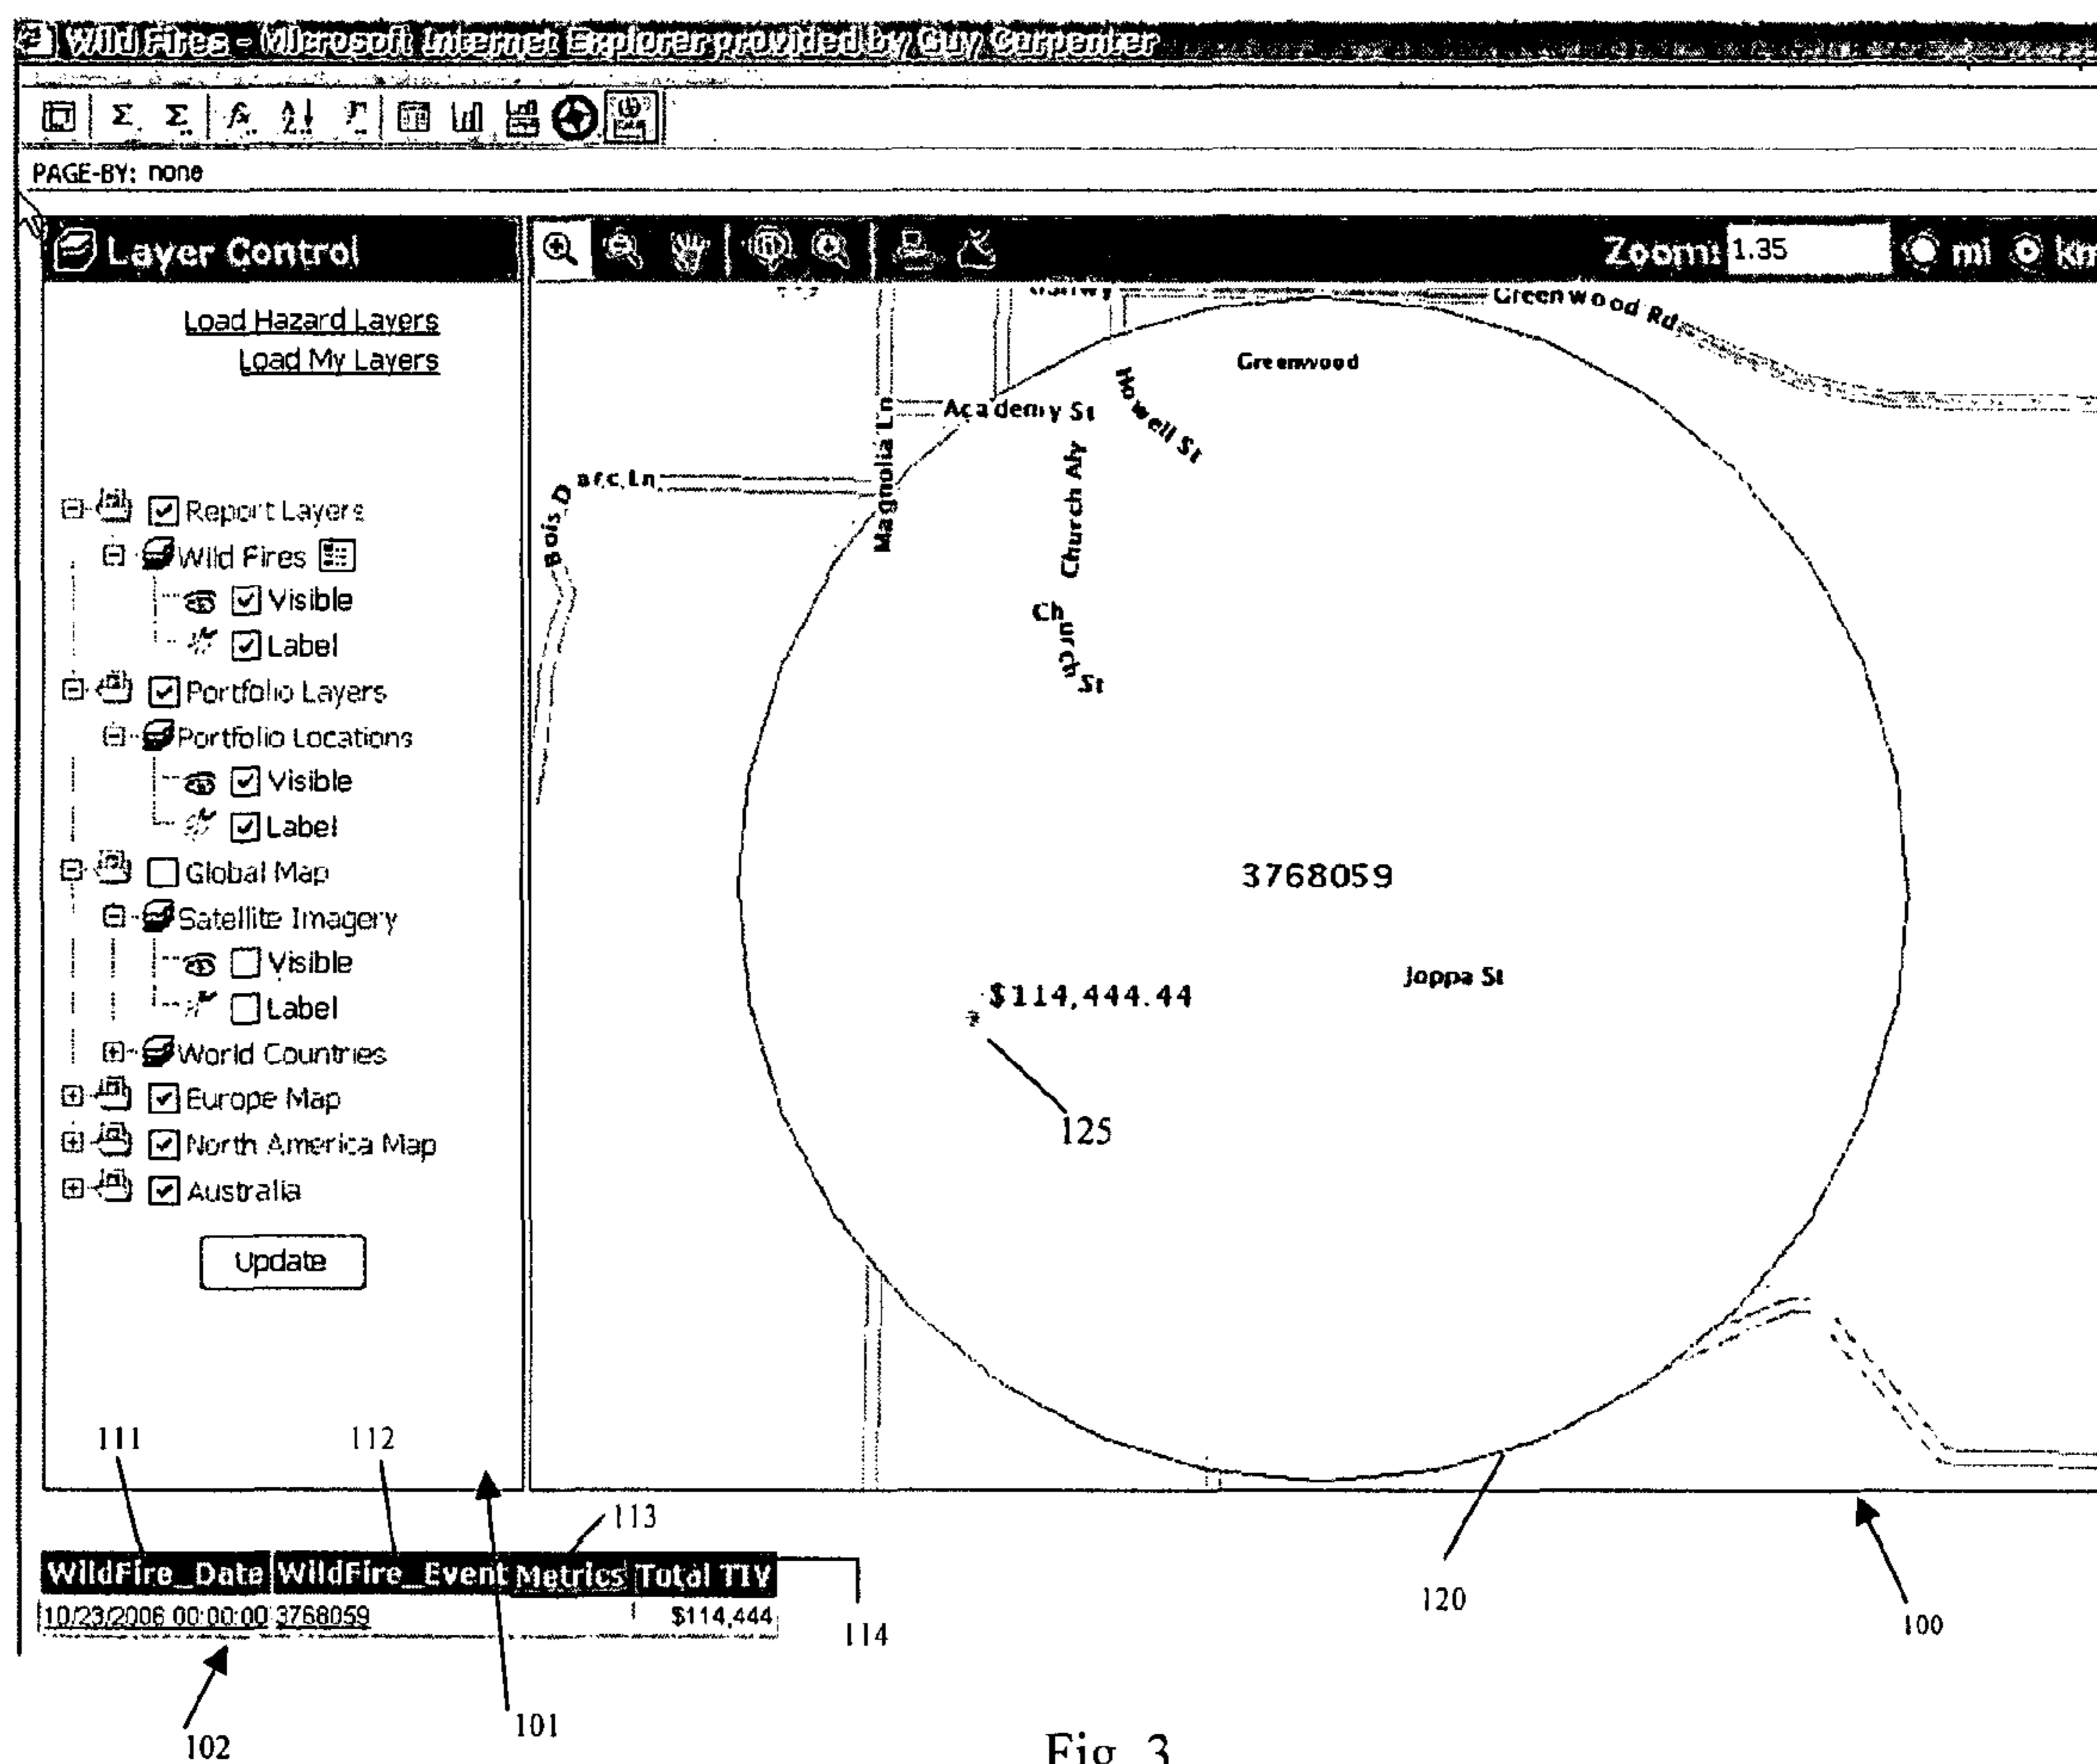 Wild Fires - Microsoft Internet Explorer provided by Guy Carpenter
PAGE-BY: none
Layer Control
Zoom: 1.35 mi km
Load Hazard Layers
Load My Layers
Report Layers
Wild Fires
Visible
Label
Portfolio Layers
Portfolio Locations
Visible
Label
Global Map
Satellite Imagery
Visible
Label
World Countries
Europe Map
North America Map
Australia
Update
Greenwood Rd
Greenwood
Howell St
Academy St
Magnolia Ln
Church Aly
Bois D arc Ln
Church St
3768059
Joppa St
$114,444.44
125
111
112
113
WildFire_Date WildFire_Event Metrics Total TIV
10/23/2006 00:00:00 3768059 $114,444
114
120
100
101
102
Fig. 3